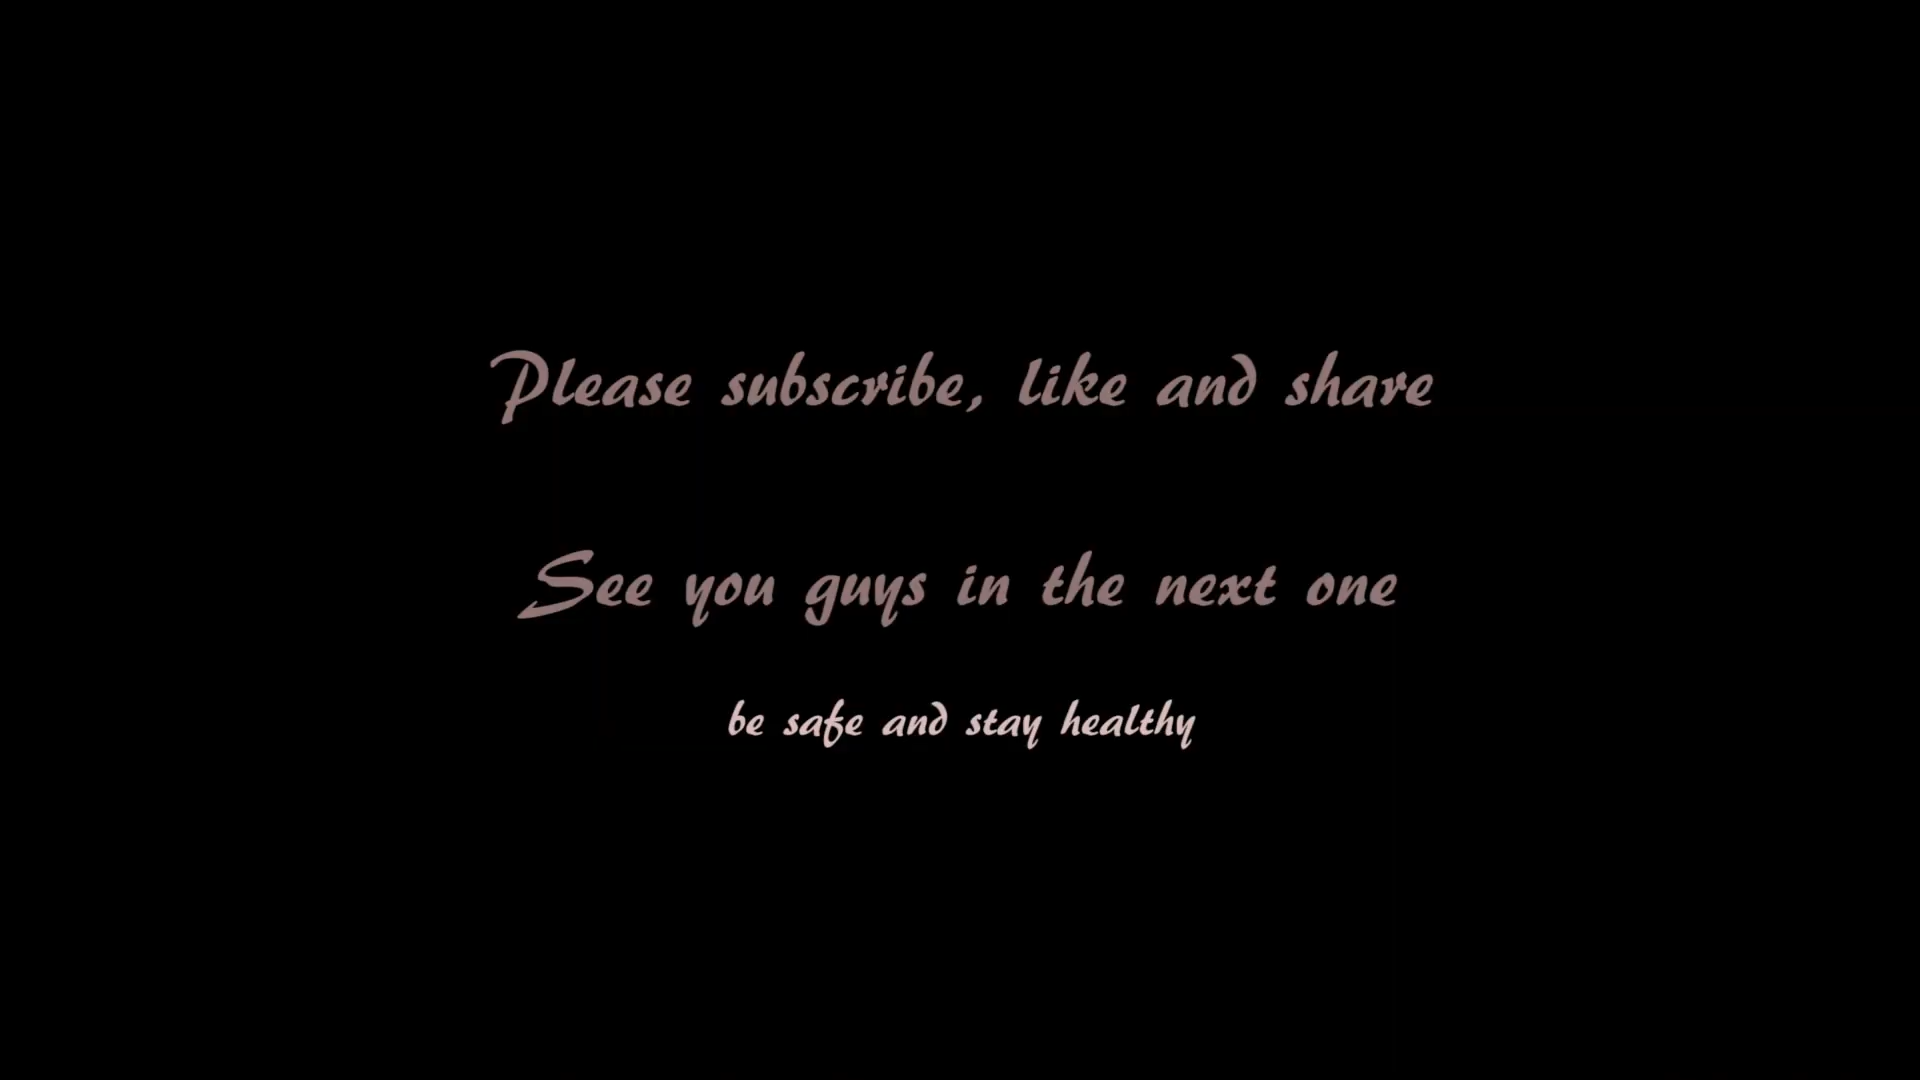 Please subscribe, like and share
See you guys in the next one
be safe and stay healthy